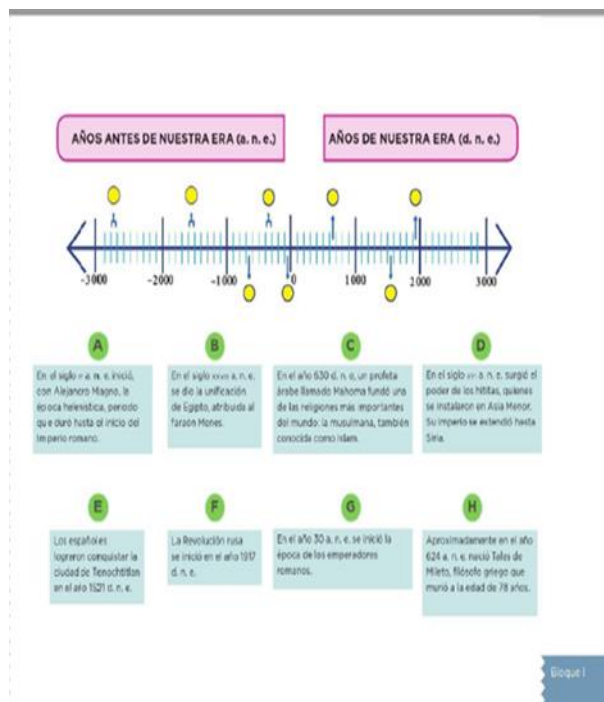 AÑOS ANTES DE NUESTRA ERA (a. n. e.)
AÑOS DE NUESTRA ERA (d. n. e.)
-3000 -2000 -1000 0 1000 2000 3000
A
En el siglo a. n. e. inició,
con Alejandro Magno, la
época helenística, periodo
que duró hasta el inicio del
Imperio romano.
B
En el siglo a. n. e.
se dio la unificación
de Egipto, atribuida al
faraón Menes.
C
En el año 630 d. n. e. un profeta
árabe llamado Mahoma fundó una
de las religiones más importantes
del mundo: la musulmana, también
conocida como Islam.
D
En el siglo a. n. e. surgió el
poder de los hititas, quienes
se instalaron en Asia Menor.
Su imperio se extendió hasta
Siria.
E
Los españoles
lograron conquistar la
ciudad de Tenochtitlan
en el año 1521 d. n. e.
F
La Revolución rusa
se inició en el año 1917
d. n. e.
G
En el año 30 a. n. e. se inició la
época de los emperadores
romanos.
H
Aproximadamente en el año
624 a. n. e. nació Tales de
Mileto, filósofo griego que
murió a la edad de 78 años.
Bloque I